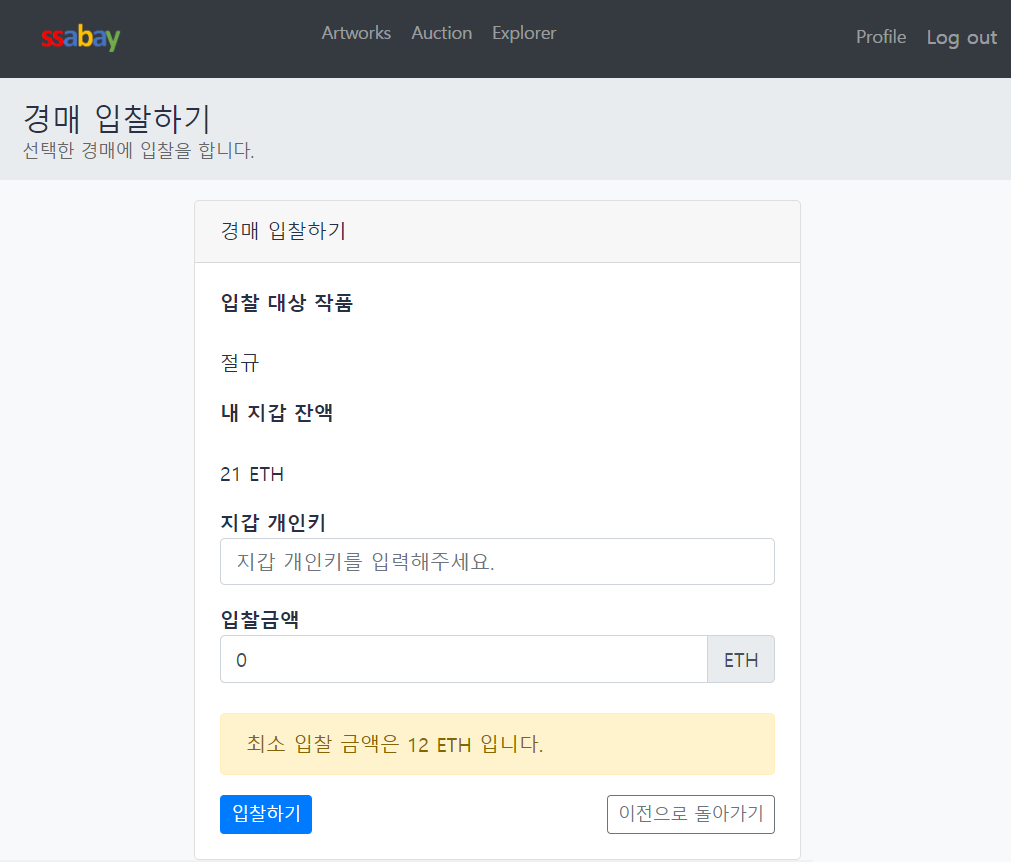 ssabay
Artworks Auction Explorer
Profile Log out
경매 입찰하기
선택한 경매에 입찰을 합니다.
경매 입찰하기
입찰 대상 작품
절규
내 지갑 잔액
21 ETH
지갑 개인키
지갑 개인키를 입력해주세요.
입찰금액
0 ETH
최소 입찰 금액은 12 ETH 입니다.
입찰하기 이전으로 돌아가기